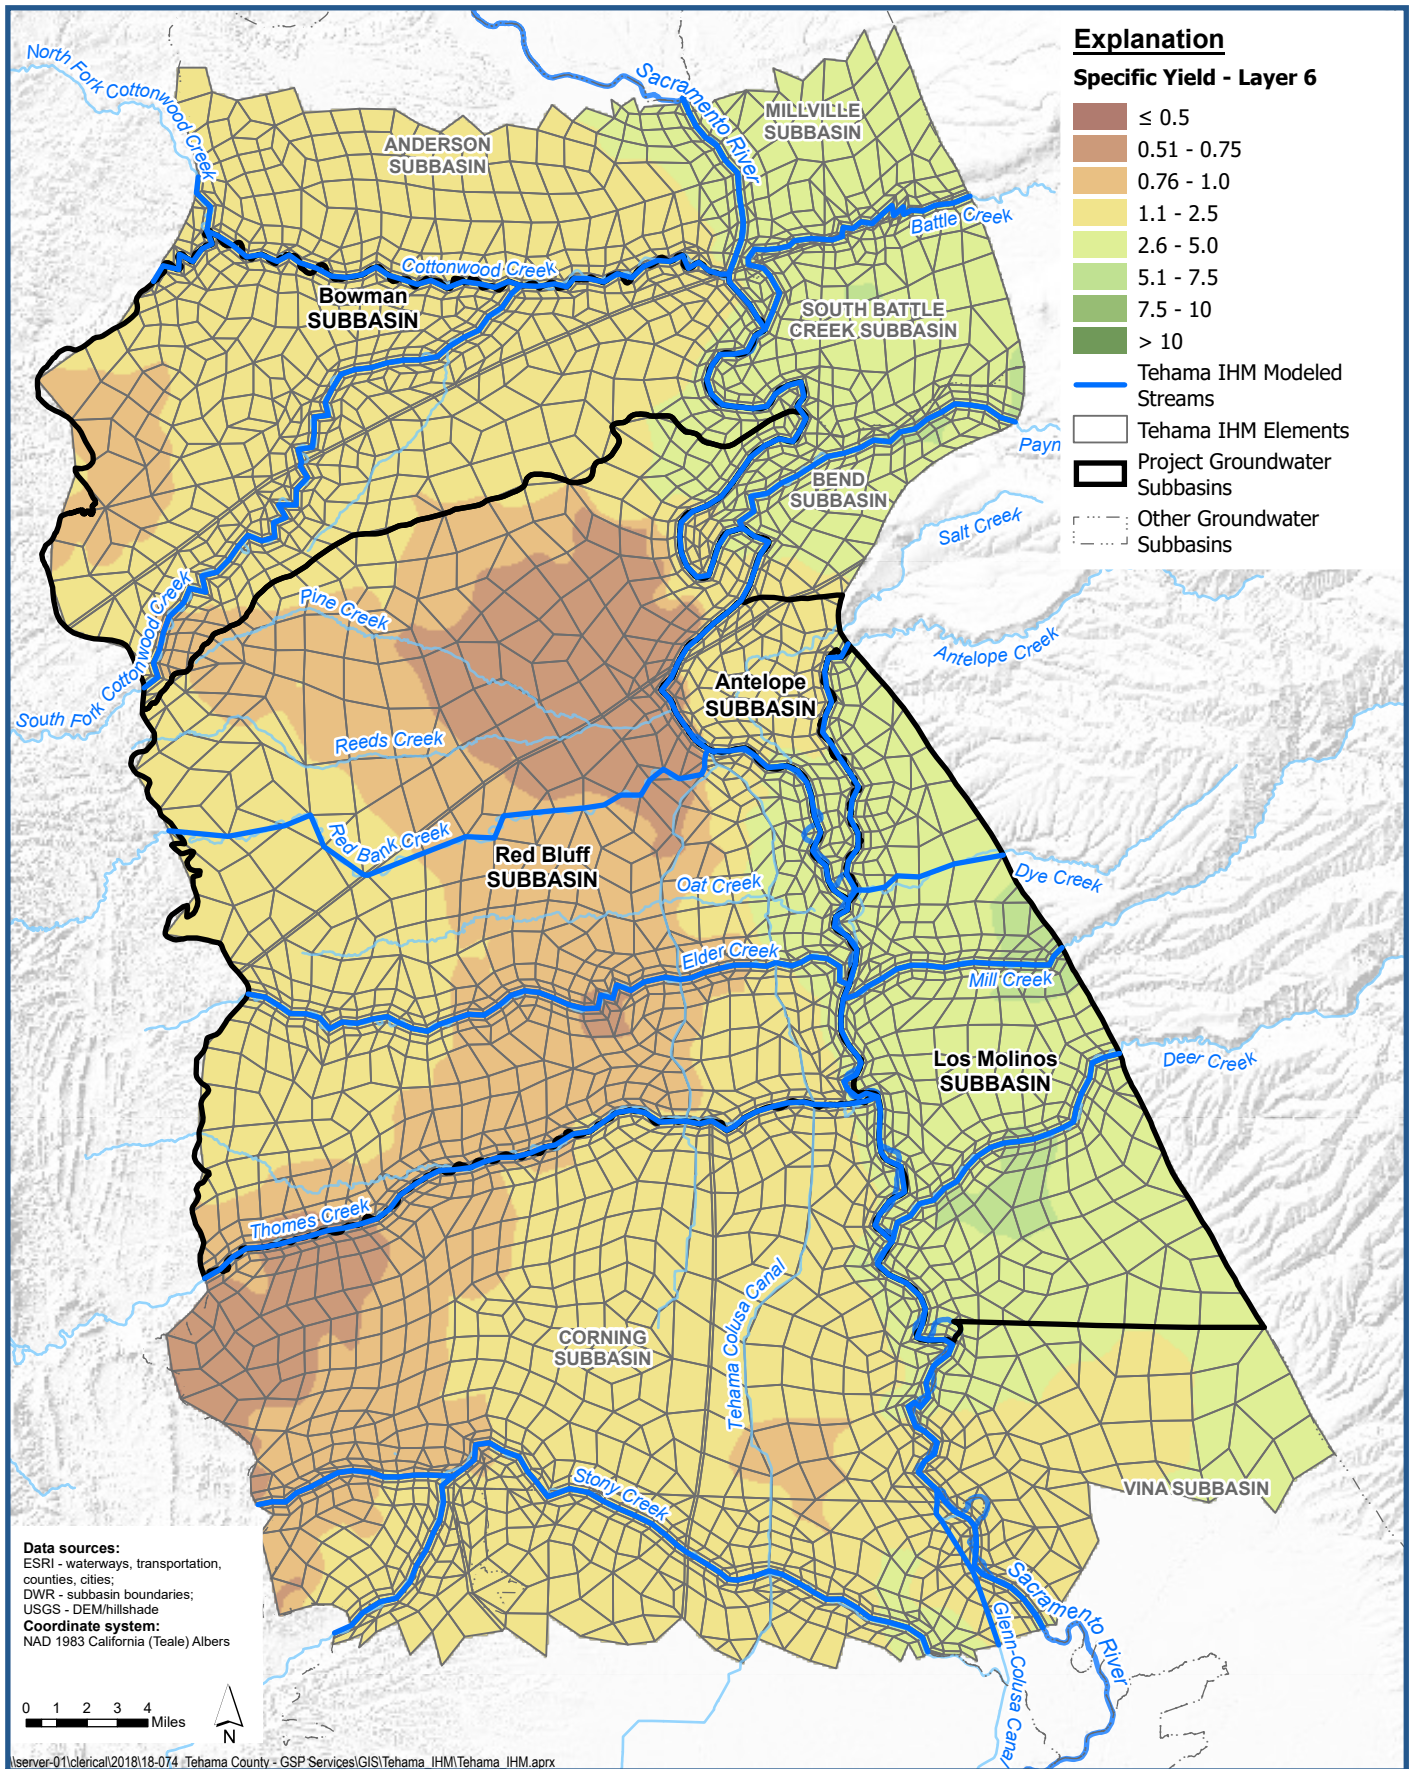 Explanation
Specific Yield - Layer 6
≤ 0.5
0.51 - 0.75
0.76 - 1.0
1.1 - 2.5
2.6 - 5.0
5.1 - 7.5
7.5 - 10
> 10
Tehama IHM Modeled
Streams
Tehama IHM Elements
Project Groundwater
Subbasins
Other Groundwater
Subbasins
North Fork Cottonwood Creek
Sacramento River
MILLVILLE
SUBBASIN
ANDERSON
SUBBASIN
Battle Creek
Cottonwood Creek
Bowman
SUBBASIN
SOUTH BATTLE
CREEK SUBBASIN
Payn
BEND
SUBBASIN
Salt Creek
Pine Creek
Antelope Creek
South Fork Cottonwood Creek
Antelope
SUBBASIN
Reeds Creek
Red Bank Creek
Red Bluff
SUBBASIN
Oat Creek
Dye Creek
Elder Creek
Mill Creek
Los Molinos
SUBBASIN
Deer Creek
Thomes Creek
Tehama Colusa Canal
CORNING
SUBBASIN
Stony Creek
VINA SUBBASIN
Sacramento River
Glenn-Colusa Canal
Data sources:
ESRI - waterways, transportation,
counties, cities;
DWR - subbasin boundaries;
USGS - DEM/hillshade
Coordinate system:
NAD 1983 California (Teale) Albers
0 1 2 3 4
Miles
N
\\server-01\clerical\2018\18-074_Tehama County - GSP Services\GIS\Tehama_IHM\Tehama_IHM.aprx